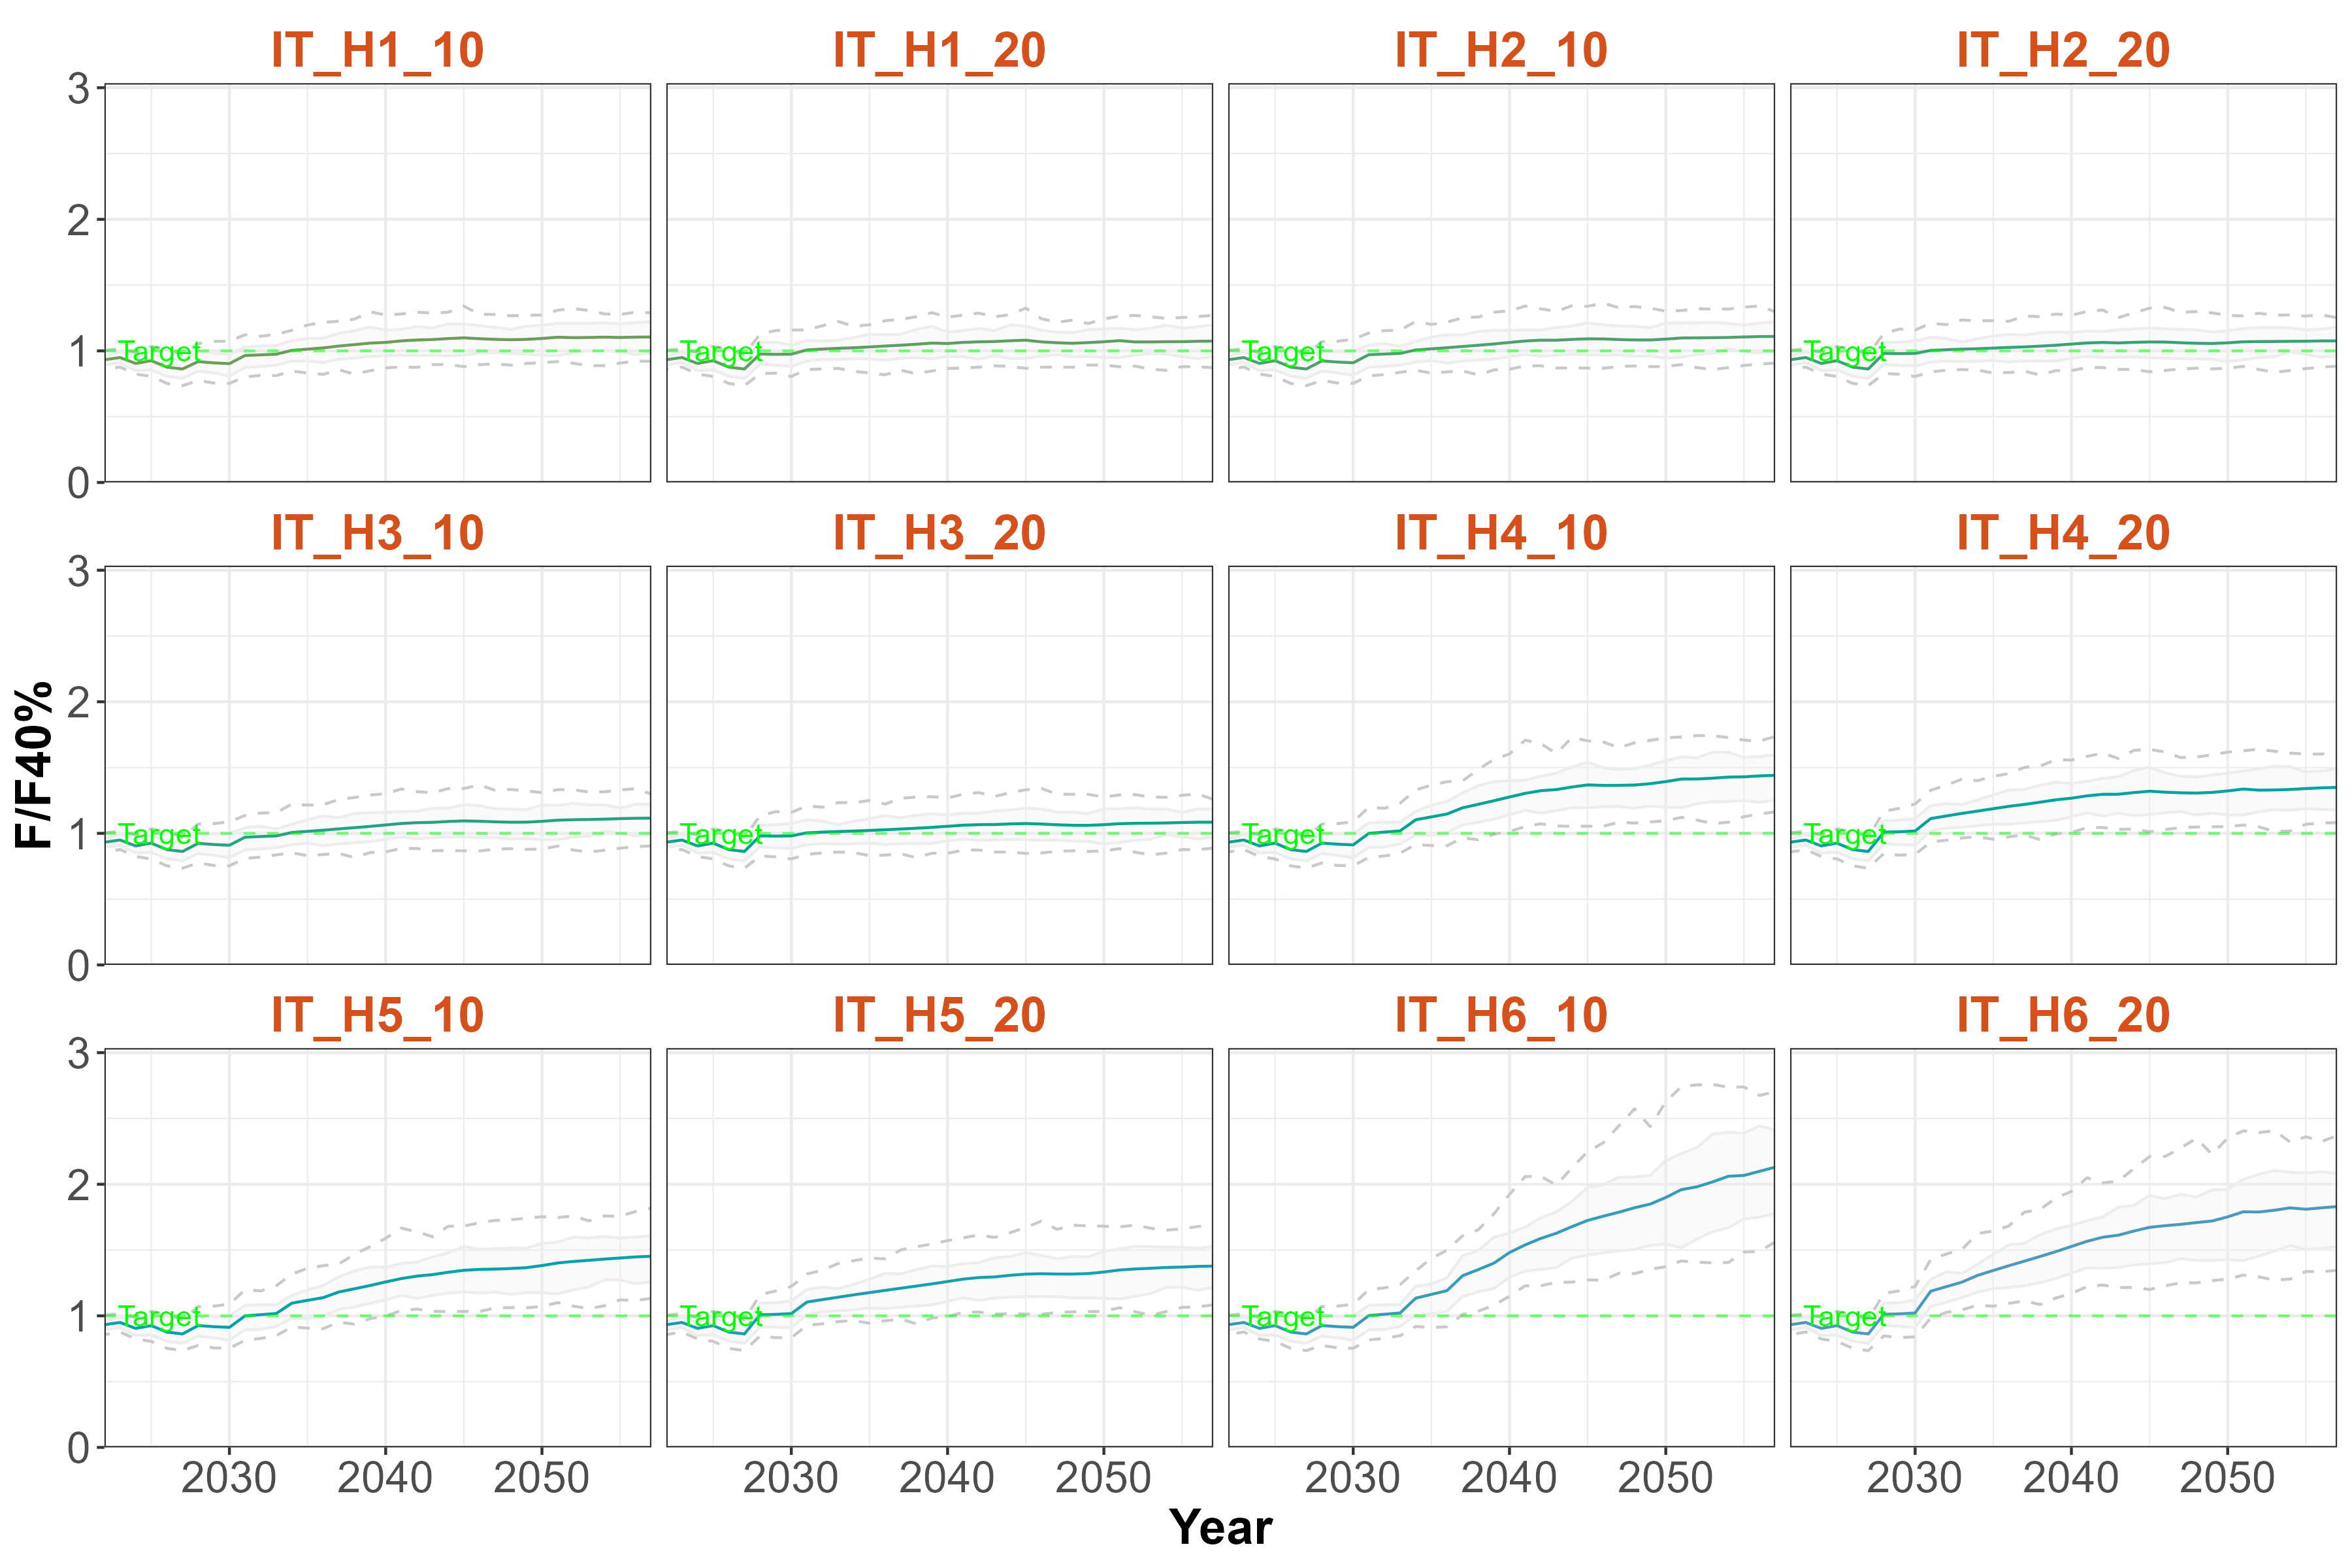 IT_H1_10 IT_H1_20 IT_H2_10 IT_H2_20
3
2
1
0
Target Target Target Target
IT_H3_10 IT_H3_20 IT_H4_10 IT_H4_20
3
2
1
0
Target Target Target Target
F/F40%
IT_H5_10 IT_H5_20 IT_H6_10 IT_H6_20
3
2
1
0
Target Target Target Target
2030 2040 2050 2030 2040 2050 2030 2040 2050 2030 2040 2050
Year